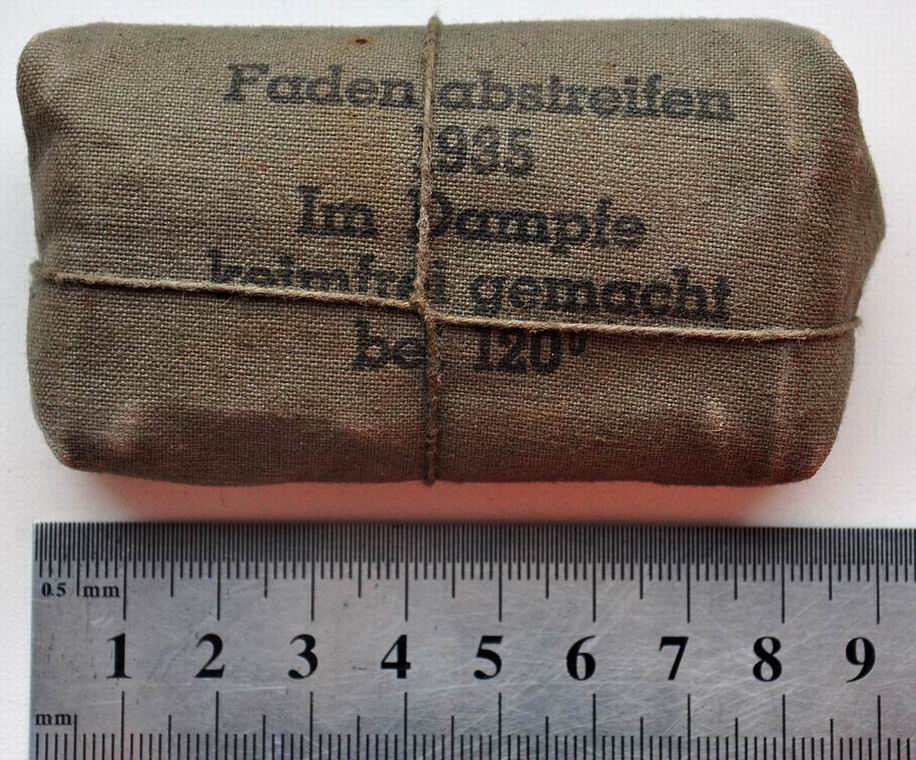 Faden abstreifen
1935
Im Dampfe
keimfrei gemacht
bei 120°
0.5 mm
1 2 3 4 5 6 7 8 9
mm